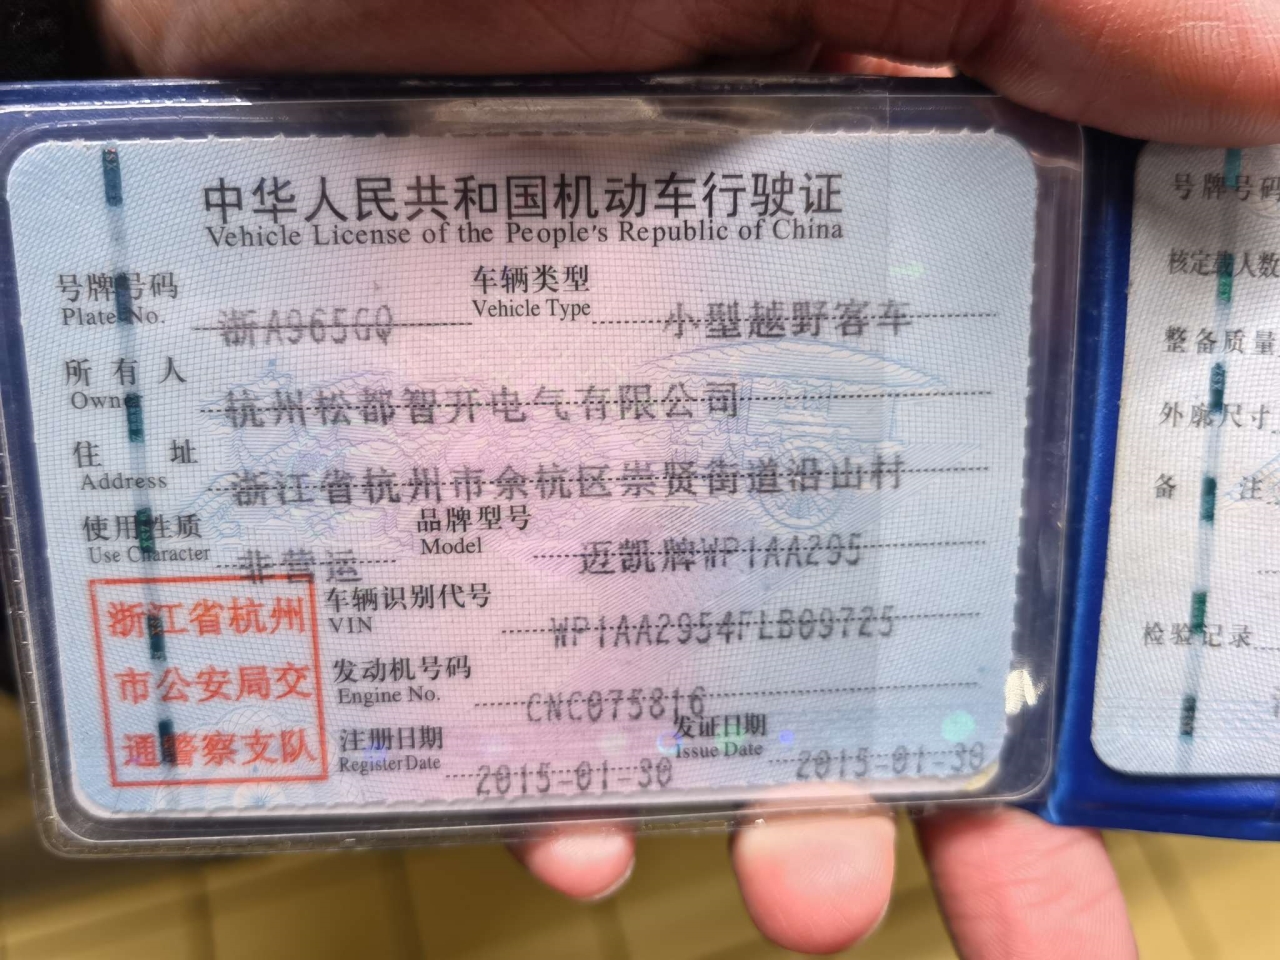 中华人民共和国机动车行驶证
Vehicle License of the People's Republic of China
号牌号码 Plate No. 浙A965GQ 车辆类型 Vehicle Type 小型越野客车
所有人 Owner 杭州松都智开电气有限公司
住址 Address 浙江省杭州市余杭区崇贤街道沿山村
使用性质 Use Character 非营运 品牌型号 Model 迈凯牌WP1AA295
车辆识别代号 VIN WP1AA2954FLB09725
发动机号码 Engine No. CNC075816
注册日期 Register Date 2015-01-30 发证日期 Issue Date 2015-01-30
浙江省杭州
市公安局交
通警察支队
号牌号码
核定载人数
整备质量
外廓尺寸
备注
检验记录